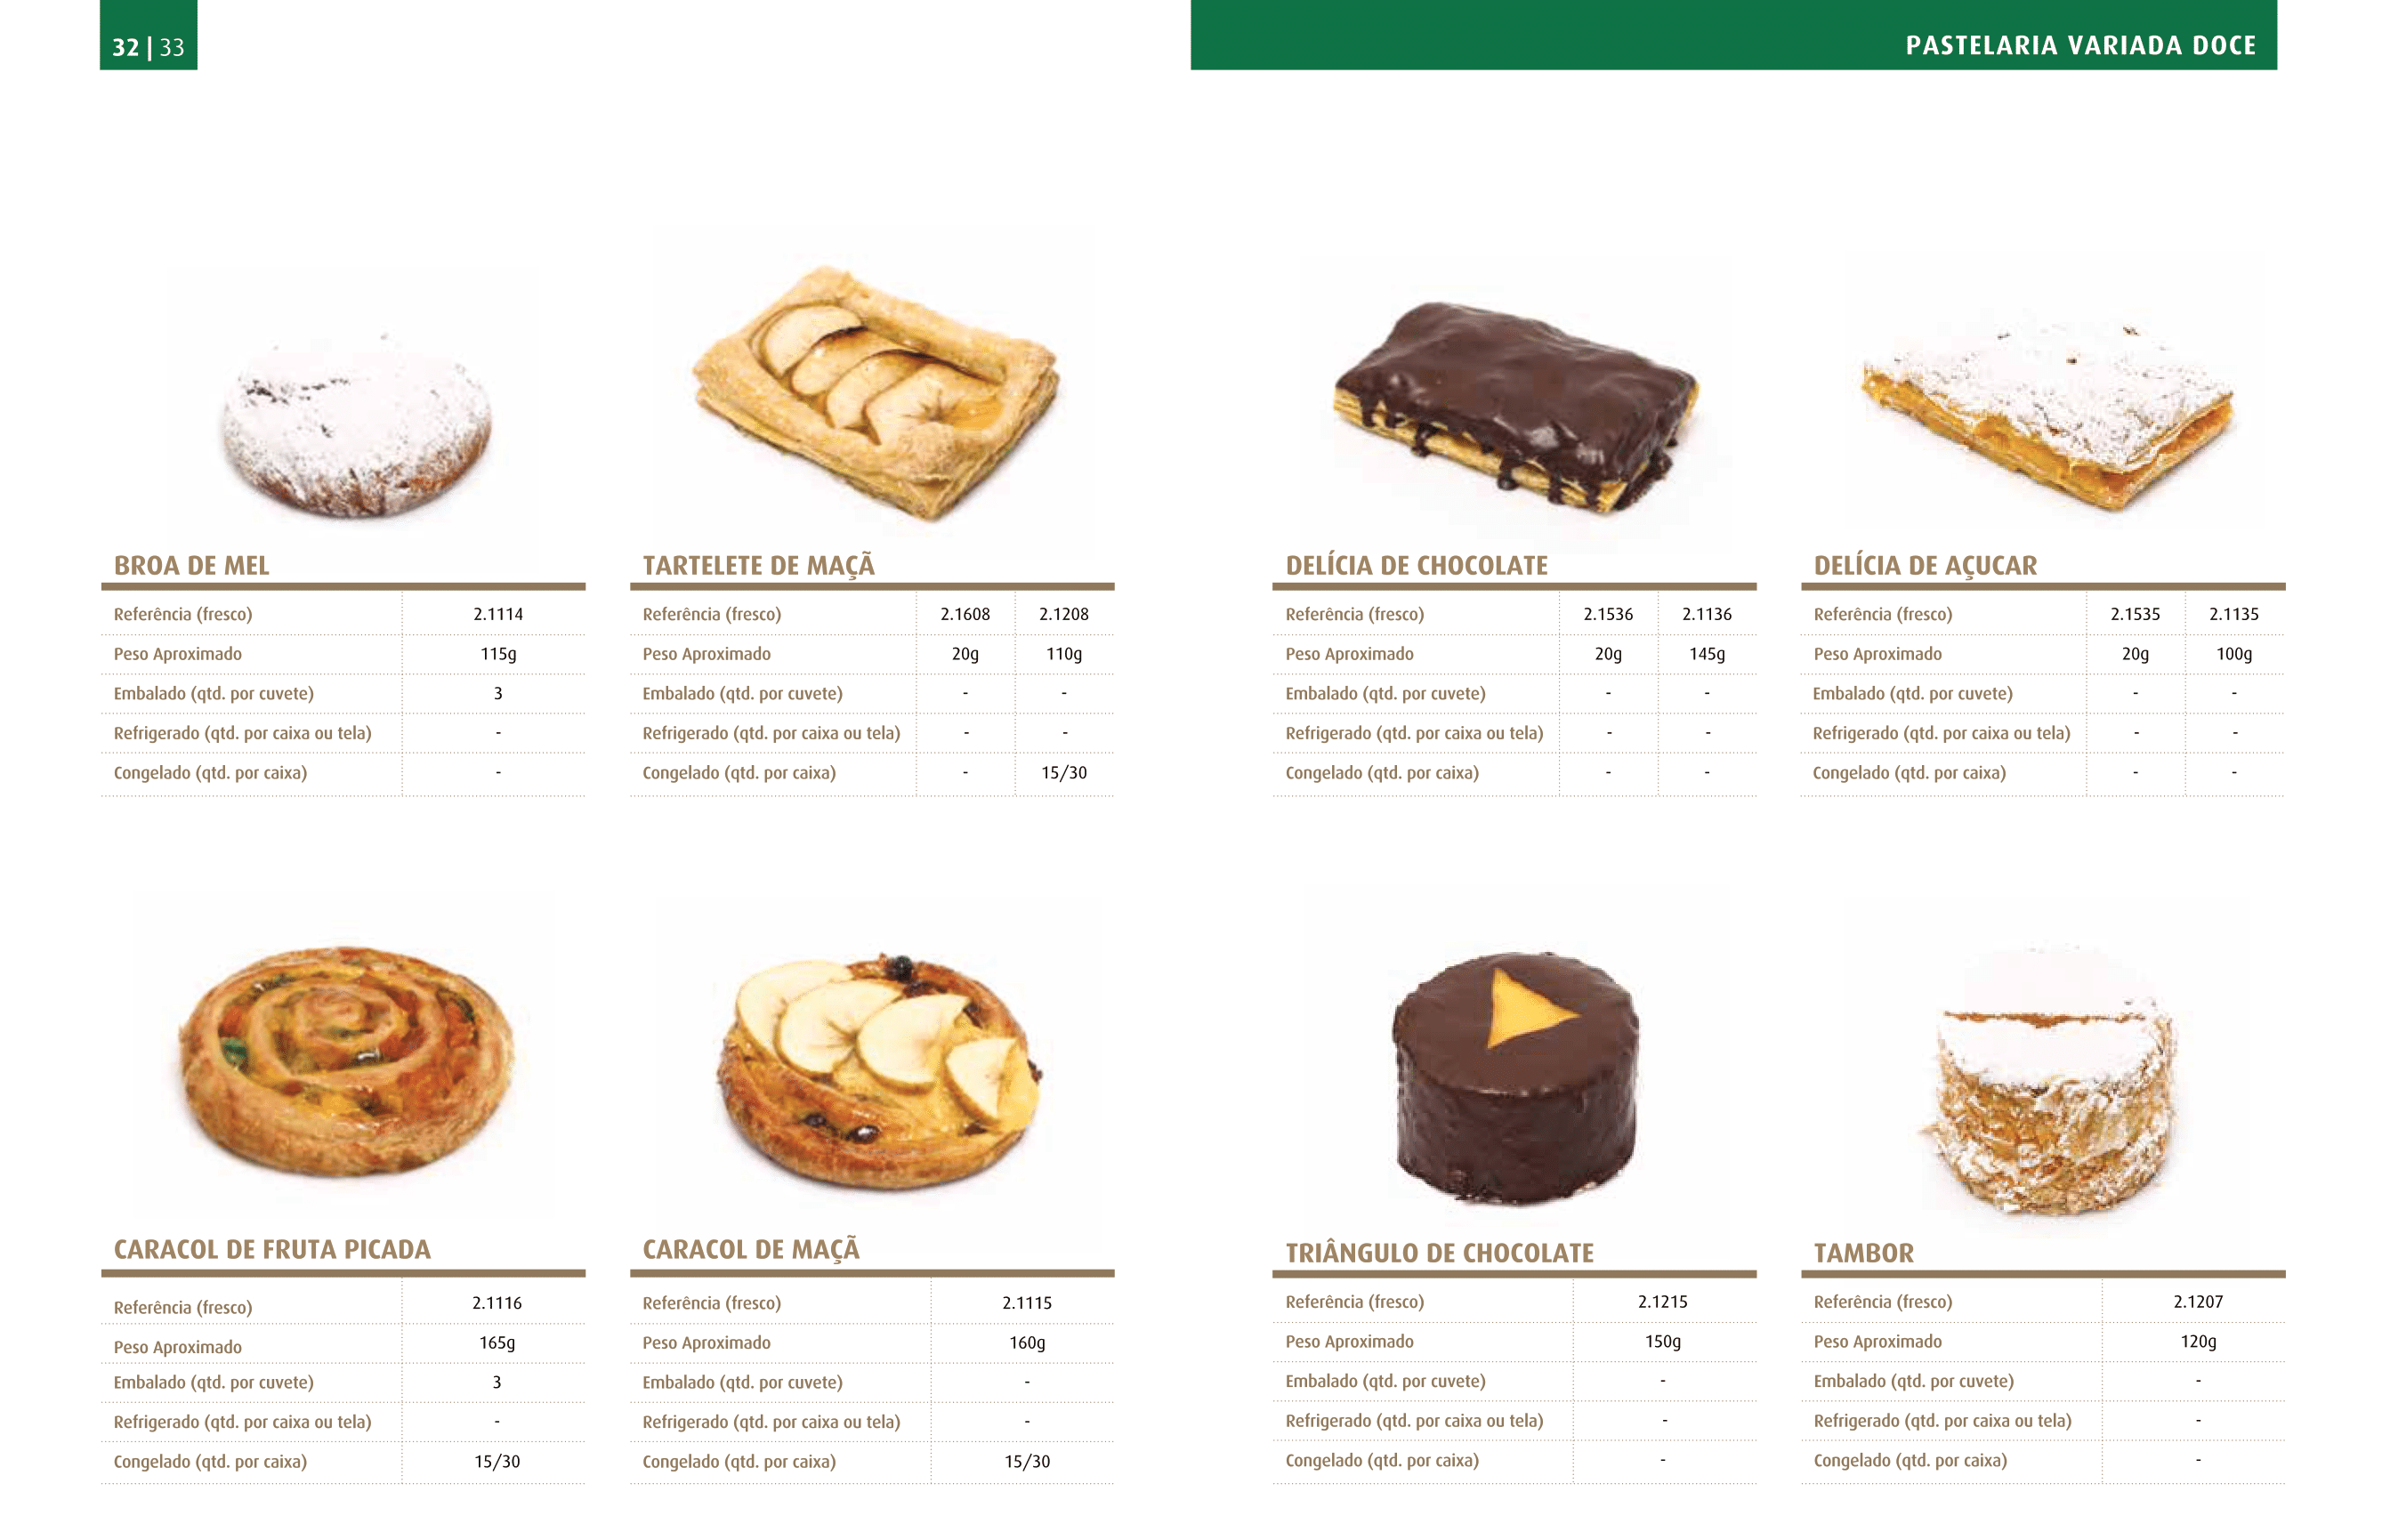 32 | 33
PASTELARIA VARIADA DOCE
BROA DE MEL
Referência (fresco) 2.1114
Peso Aproximado 115g
Embalado (qtd. por cuvete) 3
Refrigerado (qtd. por caixa ou tela) -
Congelado (qtd. por caixa) -
TARTELETE DE MAÇÃ
Referência (fresco) 2.1608 2.1208
Peso Aproximado 20g 110g
Embalado (qtd. por cuvete) - -
Refrigerado (qtd. por caixa ou tela) - -
Congelado (qtd. por caixa) - 15/30
DELÍCIA DE CHOCOLATE
Referência (fresco) 2.1536 2.1136
Peso Aproximado 20g 145g
Embalado (qtd. por cuvete) - -
Refrigerado (qtd. por caixa ou tela) - -
Congelado (qtd. por caixa) - -
DELÍCIA DE AÇUCAR
Referência (fresco) 2.1535 2.1135
Peso Aproximado 20g 100g
Embalado (qtd. por cuvete) - -
Refrigerado (qtd. por caixa ou tela) - -
Congelado (qtd. por caixa) - -
CARACOL DE FRUTA PICADA
Referência (fresco) 2.1116
Peso Aproximado 165g
Embalado (qtd. por cuvete) 3
Refrigerado (qtd. por caixa ou tela) -
Congelado (qtd. por caixa) 15/30
CARACOL DE MAÇÃ
Referência (fresco) 2.1115
Peso Aproximado 160g
Embalado (qtd. por cuvete) -
Refrigerado (qtd. por caixa ou tela) -
Congelado (qtd. por caixa) 15/30
TRIÂNGULO DE CHOCOLATE
Referência (fresco) 2.1215
Peso Aproximado 150g
Embalado (qtd. por cuvete) -
Refrigerado (qtd. por caixa ou tela) -
Congelado (qtd. por caixa) -
TAMBOR
Referência (fresco) 2.1207
Peso Aproximado 120g
Embalado (qtd. por cuvete) -
Refrigerado (qtd. por caixa ou tela) -
Congelado (qtd. por caixa) -